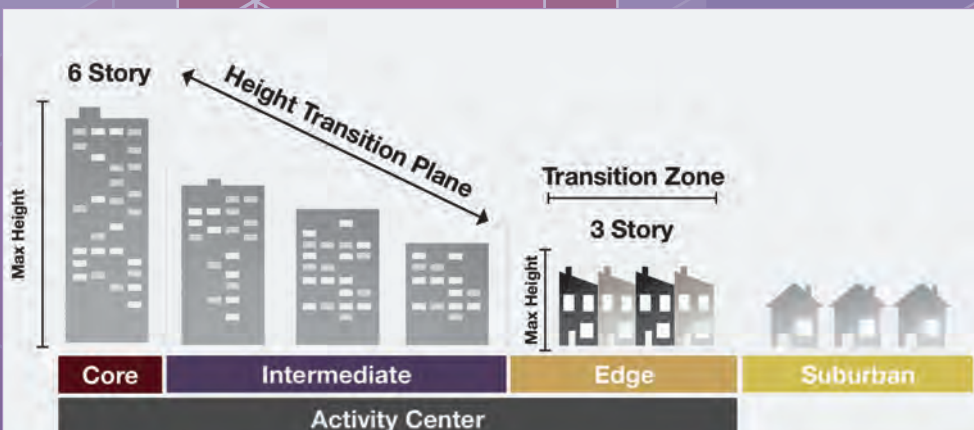 6 Story
Height Transition Plane
Transition Zone
3 Story
Max Height
Max Height
Core
Intermediate
Edge
Suburban
Activity Center